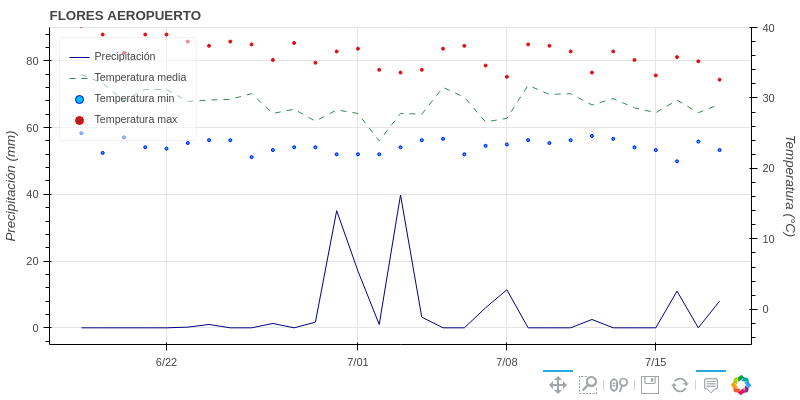 FLORES AEROPUERTO
Precipitación
Temperatura media
Temperatura min
Temperatura max
Precipitación (mm)
80
60
40
20
0
Temperatura (°C)
40
30
20
10
0
6/22
7/01
7/08
7/15